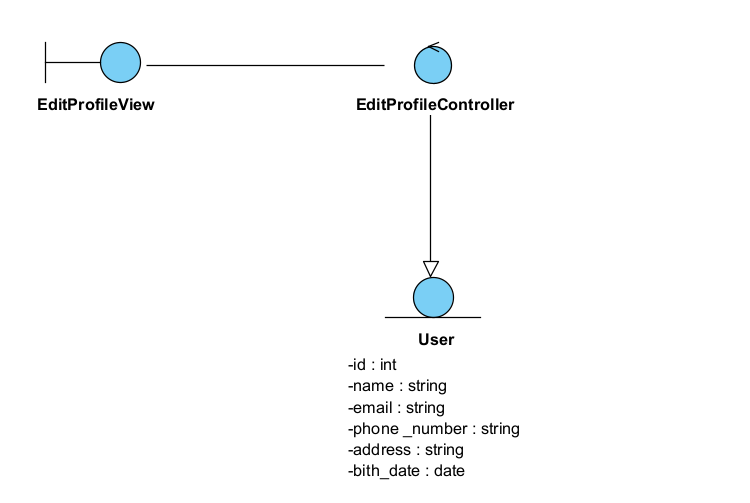 EditProfileView
EditProfileController
User
-id : int
-name : string
-email : string
-phone _number : string
-address : string
-bith_date : date